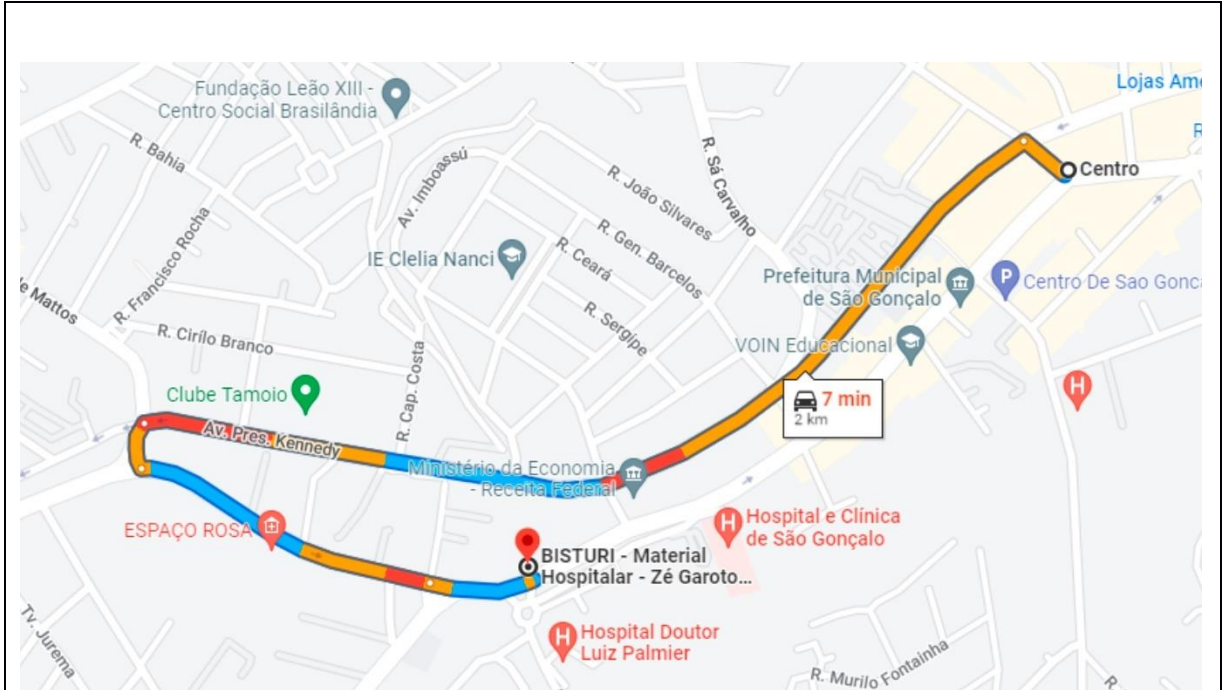 Lojas Ame
Fundação Leão XIII -
Centro Social Brasilândia
R
R. Bahia
Av. Imboassú
R. Sá Carvalho
Centro
R. João Silvares
R. Francisco Rocha
IE Clelia Nanci
R. Gen. Barcelos
R. Ceará
Prefeitura Municipal
de São Gonçalo
P
Centro De Sao Gonça
e Mattos
R. Sergipe
R. Cirílo Branco
VOIN Educacional
R. Cap. Costa
Clube Tamoio
H
7 min
2 km
Av. Pres. Kennedy
Ministério da Economia
- Receita Federal
ESPAÇO ROSA
H
Hospital e Clínica
de São Gonçalo
BISTURI - Material
Hospitalar - Zé Garoto...
Tv. Jurema
H
Hospital Doutor
Luiz Palmier
R. Murilo Fontainha
R.